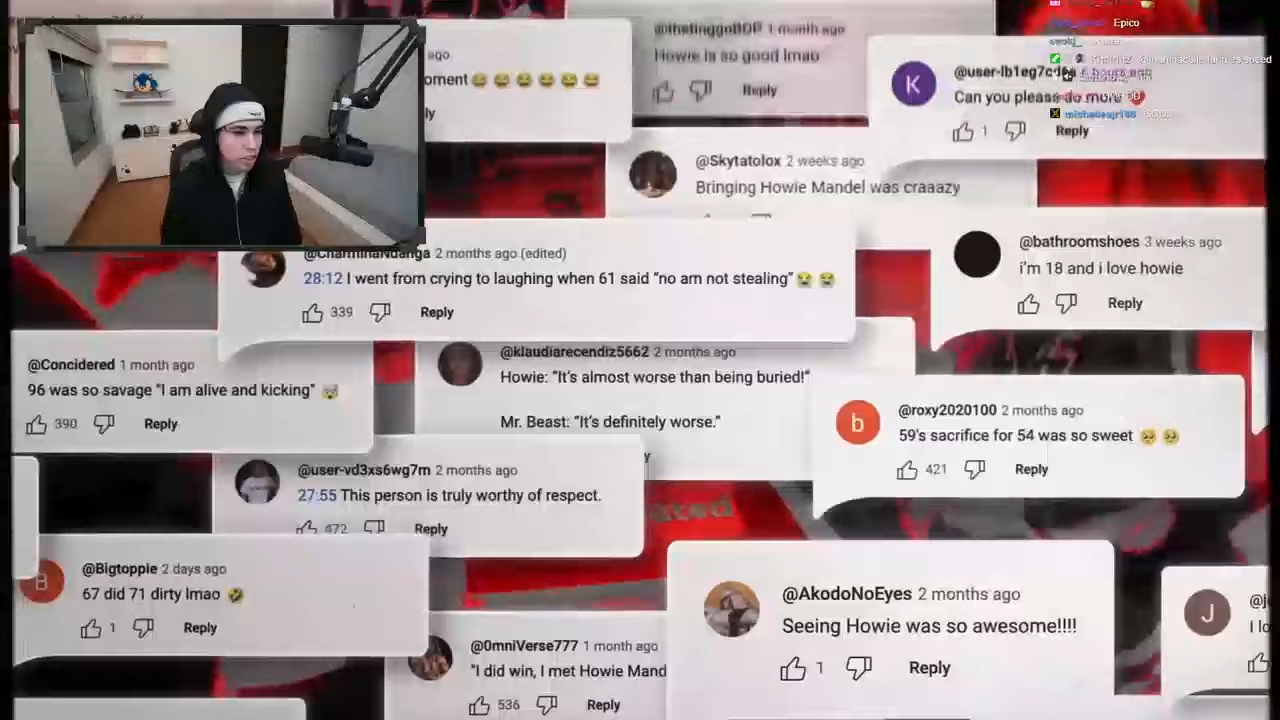 ago
oment 😂 😂 😂 😂 😂 😂
ly
@thetinggoBOP 1 month ago
Howie is so good lmao
Reply
Epico
K
Can you please do more
1
Reply
@Skytatolox 2 weeks ago
Bringing Howie Mandel was craaazy
@bathroomshoes 3 weeks ago
i'm 18 and i love howie
Reply
2 months ago (edited)
28:12 I went from crying to laughing when 61 said "no am not stealing" 😭 😭
339
Reply
@Concidered 1 month ago
96 was so savage "I am alive and kicking" 🤯
390
Reply
@klaudiarecendiz5662 2 months ago
Howie: "It's almost worse than being buried!"
Mr. Beast: "It's definitely worse."
y
b
@roxy2020100 2 months ago
59's sacrifice for 54 was so sweet 🥺 🥺
421
Reply
@user-vd3xs6wg7m 2 months ago
27:55 This person is truly worthy of respect.
472
Reply
B
@Bigtoppie 2 days ago
67 did 71 dirty lmao 🤣
1
Reply
@0mniVerse777 1 month ago
"I did win, I met Howie Mand
536
Reply
@AkodoNoEyes 2 months ago
Seeing Howie was so awesome!!!!
1
Reply
J
@j
I lo